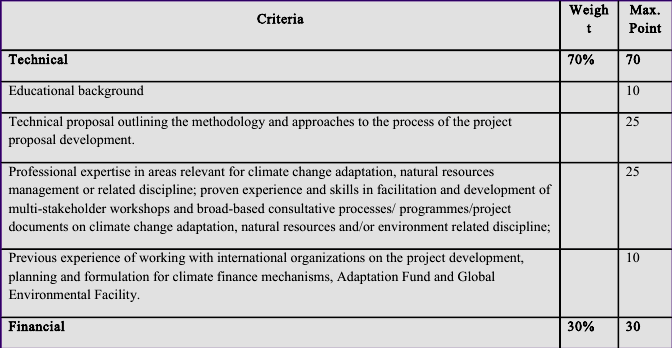 Criteria
Weigh
t
Max.
Point
Technical 70% 70
Educational background 10
Technical proposal outlining the methodology and approaches to the process of the project 25
proposal development.
Professional expertise in areas relevant for climate change adaptation, natural resources 25
management or related discipline; proven experience and skills in facilitation and development of
multi-stakeholder workshops and broad-based consultative processes/ programmes/project
documents on climate change adaptation, natural resources and/or environment related discipline;
Previous experience of working with international organizations on the project development, 10
planning and formulation for climate finance mechanisms, Adaptation Fund and Global
Environmental Facility.
Financial 30% 30